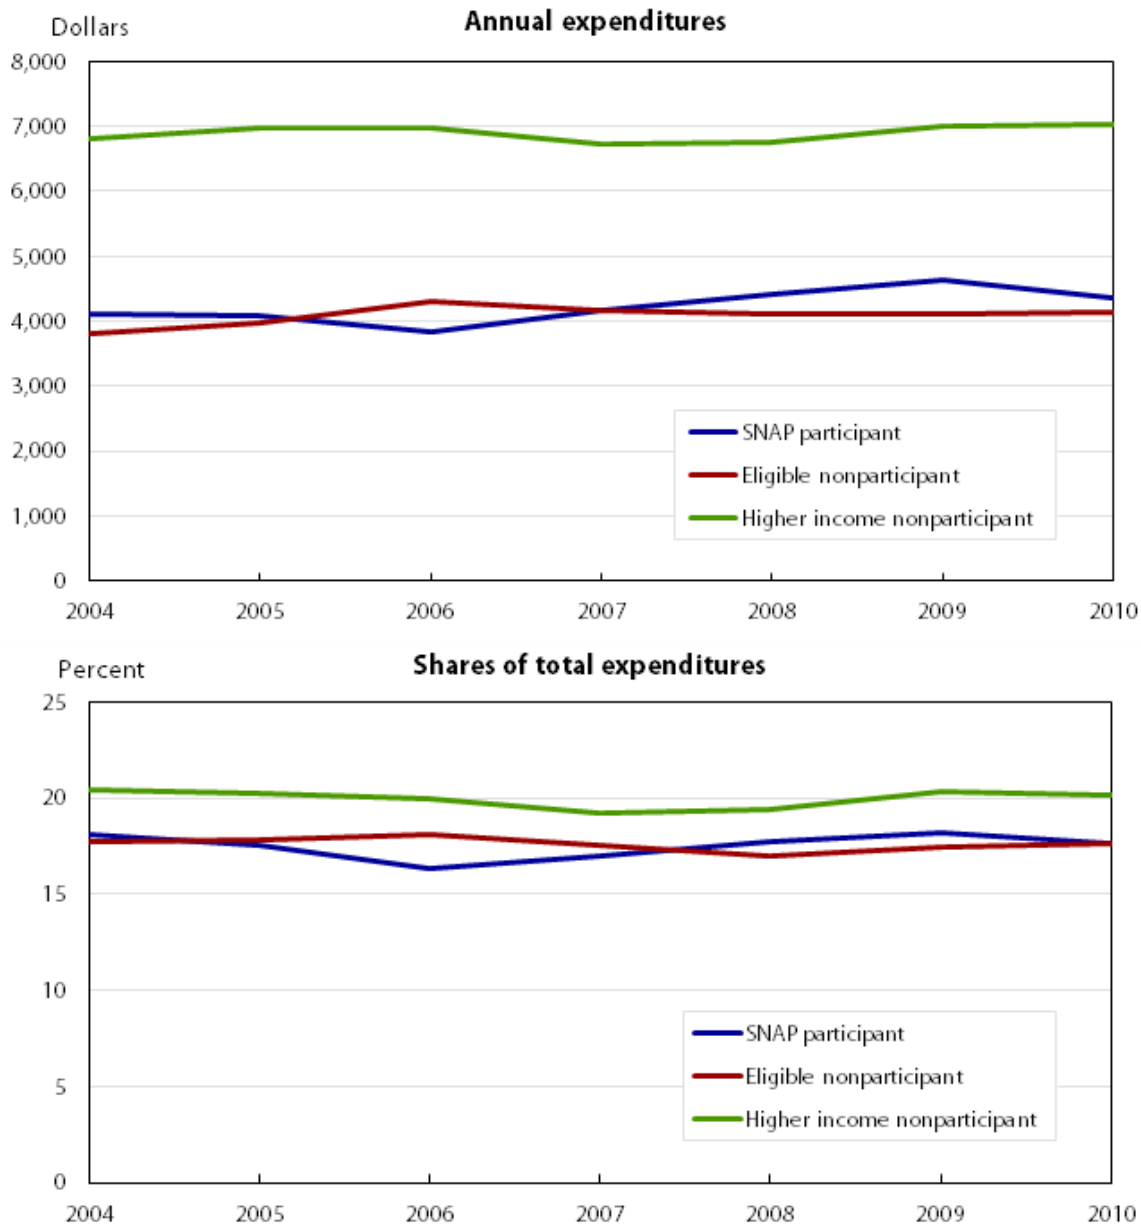 Annual expenditures
Dollars
8,000
7,000
6,000
5,000
4,000
3,000
2,000
1,000
0
SNAP participant
Eligible nonparticipant
Higher income nonparticipant
2004 2005 2006 2007 2008 2009 2010
Shares of total expenditures
Percent
25
20
15
10
5
0
SNAP participant
Eligible nonparticipant
Higher income nonparticipant
2004 2005 2006 2007 2008 2009 2010